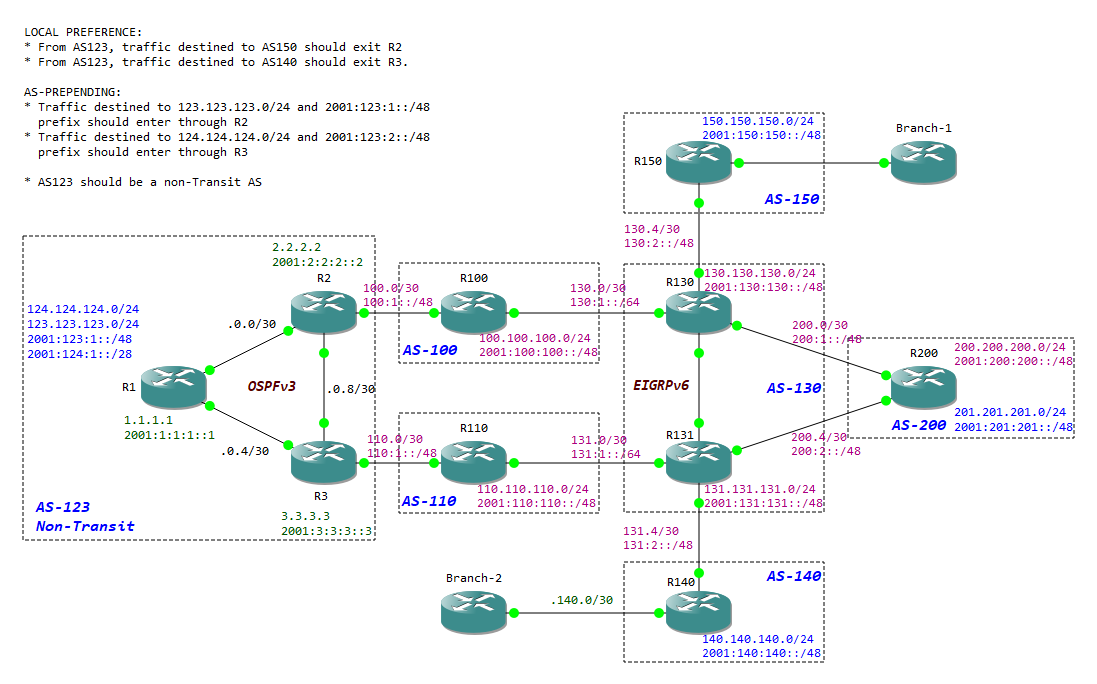 LOCAL PREFERENCE:
* From AS123, traffic destined to AS150 should exit R2
* From AS123, traffic destined to AS140 should exit R3.
AS-PREPENDING:
* Traffic destined to 123.123.123.0/24 and 2001:123:1::/48
prefix should enter through R2
* Traffic destined to 124.124.124.0/24 and 2001:123:2::/48
prefix should enter through R3
* AS123 should be a non-Transit AS
150.150.150.0/24
2001:150:150::/48
R150
AS-150
Branch-1
130.4/30
130:2::/48
2.2.2.2
2001:2:2:2::2
R2
124.124.124.0/24
123.123.123.0/24
2001:123:1::/48
2001:124:1::/28
.0.0/30
100.0/30
100:1::/48
R100
100.100.100.0/24
2001:100:100::/48
AS-100
130.0/30
130:1::/64
R130
130.130.130.0/24
2001:130:130::/48
200.0/30
200:1::/48
R1
1.1.1.1
2001:1:1:1::1
OSPFv3
.0.8/30
.0.4/30
EIGRPv6
AS-130
R200
200.200.200.0/24
2001:200:200::/48
201.201.201.0/24
2001:201:201::/48
AS-200
200.4/30
200:2::/48
110.0/30
110:1::/48
R110
110.110.110.0/24
2001:110:110::/48
AS-110
131.0/30
131:1::/64
R131
131.131.131.0/24
2001:131:131::/48
R3
3.3.3.3
2001:3:3:3::3
AS-123
Non-Transit
131.4/30
131:2::/48
Branch-2
.140.0/30
R140
AS-140
140.140.140.0/24
2001:140:140::/48